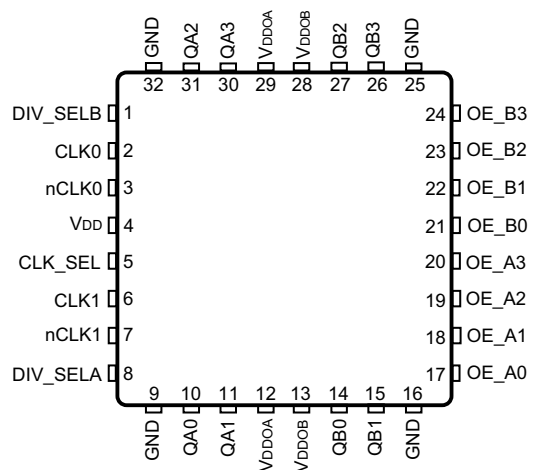 GND QA2 QA3 VDDOA VDDOB QB2 QB3 GND
32 31 30 29 28 27 26 25
DIV_SELB 1 24 OE_B3
CLK0 2 23 OE_B2
nCLK0 3 22 OE_B1
VDD 4 21 OE_B0
CLK_SEL 5 20 OE_A3
CLK1 6 19 OE_A2
nCLK1 7 18 OE_A1
DIV_SELA 8 17 OE_A0
9 10 11 12 13 14 15 16
GND QA0 QA1 VDDOA VDDOB QB0 QB1 GND